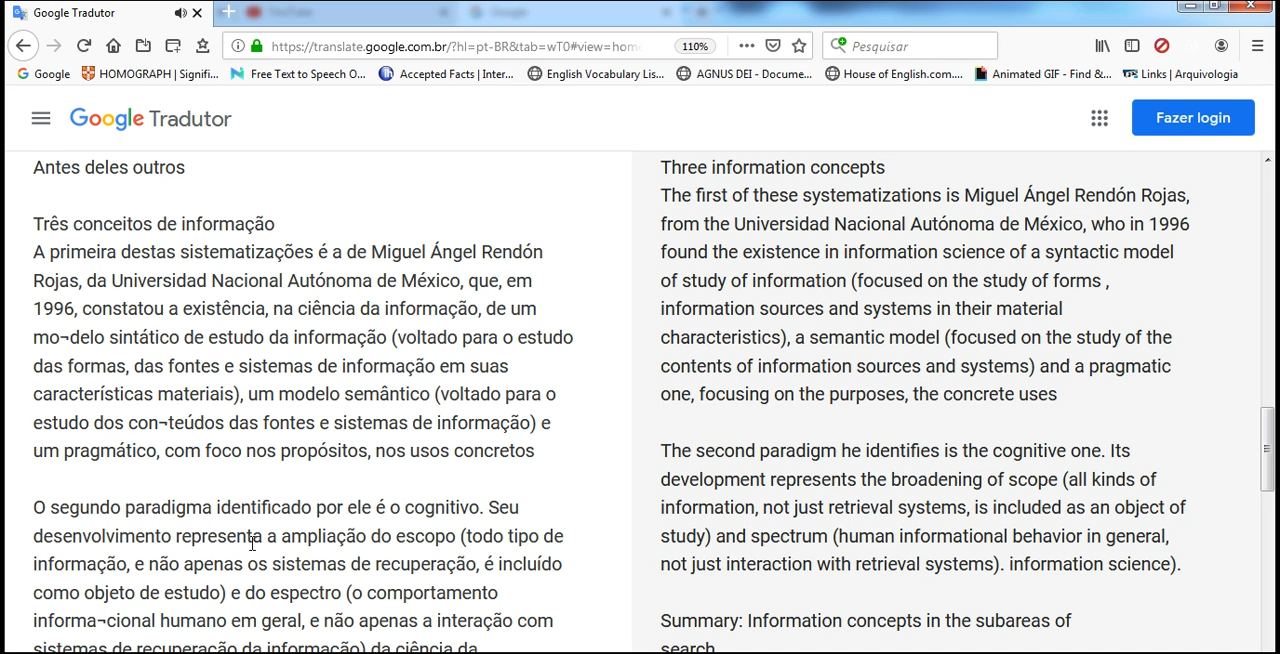 Google Tradutor
YouTube
Google
https://translate.google.com.br/?hl=pt-BR&tab=wT0#view=hom
110%
Pesquisar
Google
HOMOGRAPH | Signifi...
Free Text to Speech O...
Accepted Facts | Inter...
English Vocabulary Lis...
AGNUS DEI - Docume...
House of English.com....
Animated GIF - Find &...
Links | Arquivologia
Google Tradutor
Fazer login
Antes deles outros
Três conceitos de informação
A primeira destas sistematizações é a de Miguel Ángel Rendón
Rojas, da Universidad Nacional Autónoma de México, que, em
1996, constatou a existência, na ciência da informação, de um
mo¬delo sintático de estudo da informação (voltado para o estudo
das formas, das fontes e sistemas de informação em suas
características materiais), um modelo semântico (voltado para o
estudo dos con¬teúdos das fontes e sistemas de informação) e
um pragmático, com foco nos propósitos, nos usos concretos
O segundo paradigma identificado por ele é o cognitivo. Seu
desenvolvimento representa a ampliação do escopo (todo tipo de
informação, e não apenas os sistemas de recuperação, é incluído
como objeto de estudo) e do espectro (o comportamento
informa¬cional humano em geral, e não apenas a interação com
sistemas de recuperação da informação) da ciência da
Three information concepts
The first of these systematizations is Miguel Ángel Rendón Rojas,
from the Universidad Nacional Autónoma de México, who in 1996
found the existence in information science of a syntactic model
of study of information (focused on the study of forms ,
information sources and systems in their material
characteristics), a semantic model (focused on the study of the
contents of information sources and systems) and a pragmatic
one, focusing on the purposes, the concrete uses
The second paradigm he identifies is the cognitive one. Its
development represents the broadening of scope (all kinds of
information, not just retrieval systems, is included as an object of
study) and spectrum (human informational behavior in general,
not just interaction with retrieval systems). information science).
Summary: Information concepts in the subareas of
search